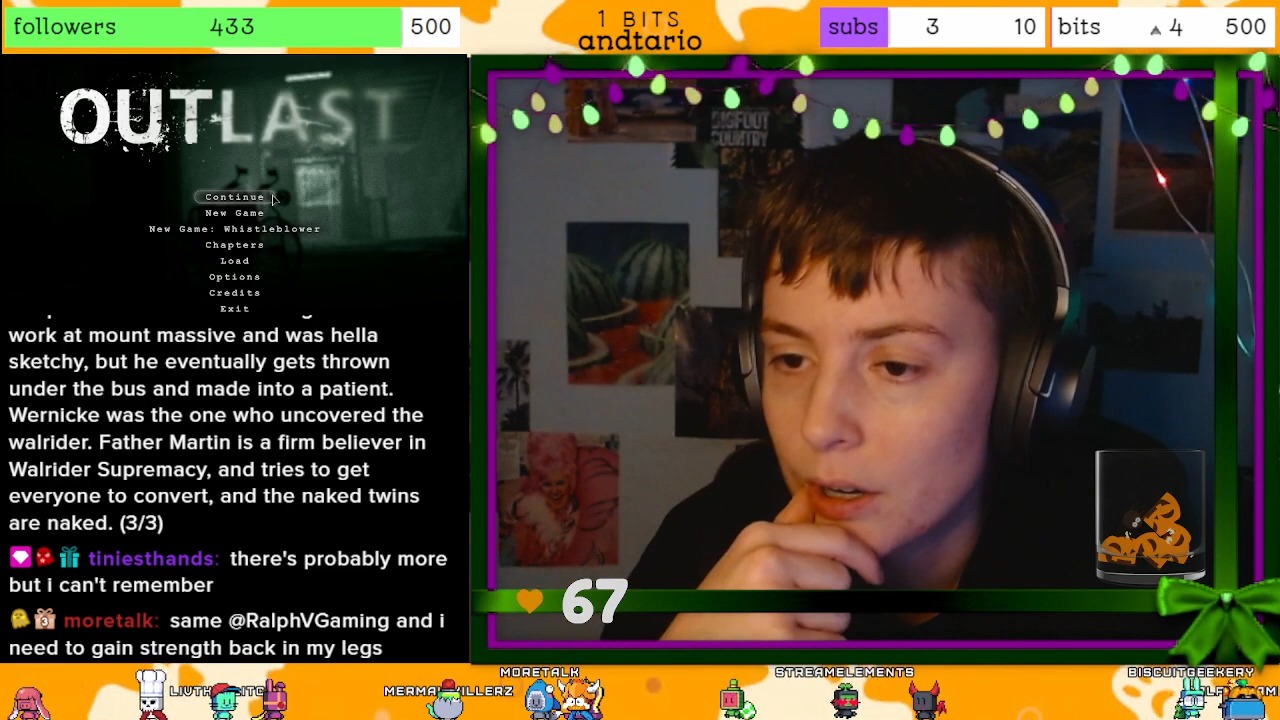 followers 433 500
1 BITS
andtario
subs 3 10
bits ▲ 4 500
OUTLAST
BIGFOOT
COUNTRY
Continue
New Game
New Game: Whistleblower
Chapters
Load
Options
Credits
Exit
work at mount massive and was hella
sketchy, but he eventually gets thrown
under the bus and made into a patient.
Wernicke was the one who uncovered the
walrider. Father Martin is a firm believer in
Walrider Supremacy, and tries to get
everyone to convert, and the naked twins
are naked. (3/3)
tiniesthands: there's probably more
but i can't remember
3 moretalk: same @RalphVGaming and i
need to gain strength back in my legs
67
MORETALK
STREAMELEMENTS
BISCUITGEEKERY